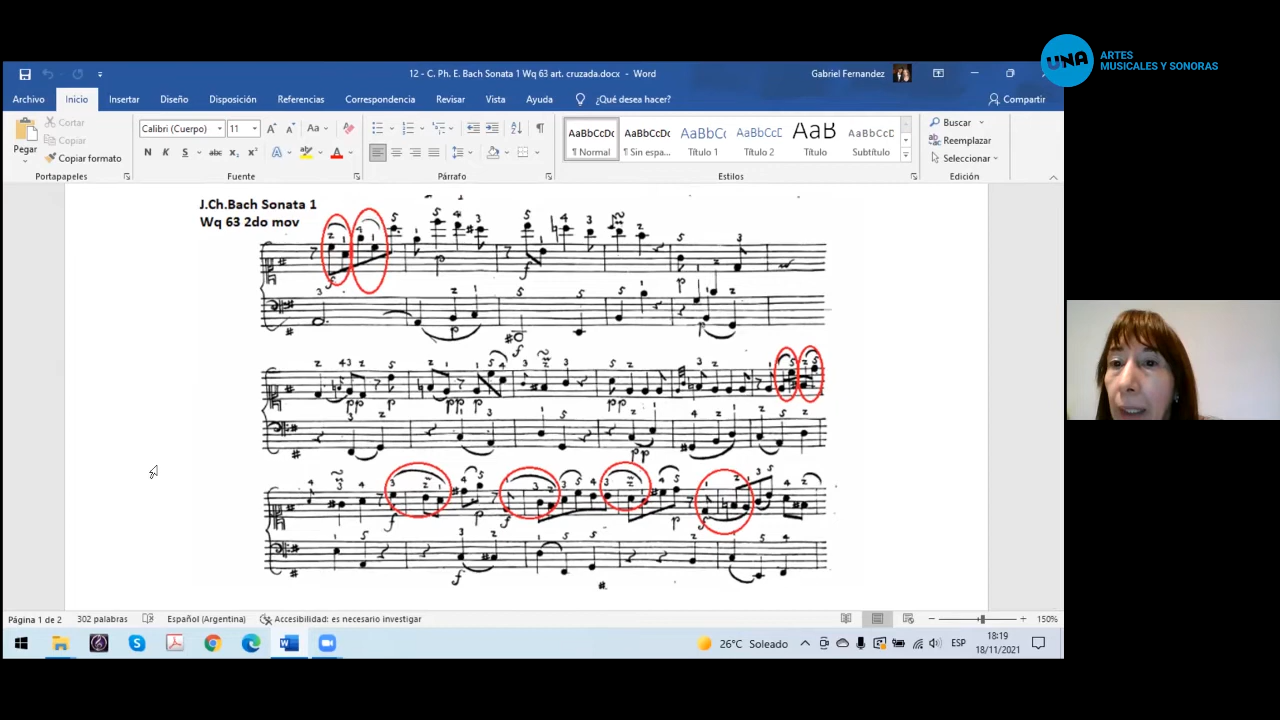 UNA
ARTES
MUSICALES Y SONORAS
12 - C. Ph. E. Bach Sonata 1 Wq 63 art. cruzada.docx - Word
Gabriel Fernandez
Archivo Inicio Insertar Diseño Disposición Referencias Correspondencia Revisar Vista Ayuda ¿Qué desea hacer? Compartir
Pegar
Cortar
Copiar
Copiar formato
Portapapeles
Calibri (Cuerpo) 11
Fuente
Párrafo
AaBbCcDc AaBbCcDc AaBbCc AaBbCcD AaB AaBbCcD
¶ Normal ¶ Sin espa... Título 1 Título 2 Título Subtítulo
Estilos
Buscar
Reemplazar
Seleccionar
Edición
J.Ch.Bach Sonata 1
Wq 63 2do mov
Página 1 de 2 302 palabras Español (Argentina) Accesibilidad: es necesario investigar 150%
26°C Soleado ESP 18:19
18/11/2021